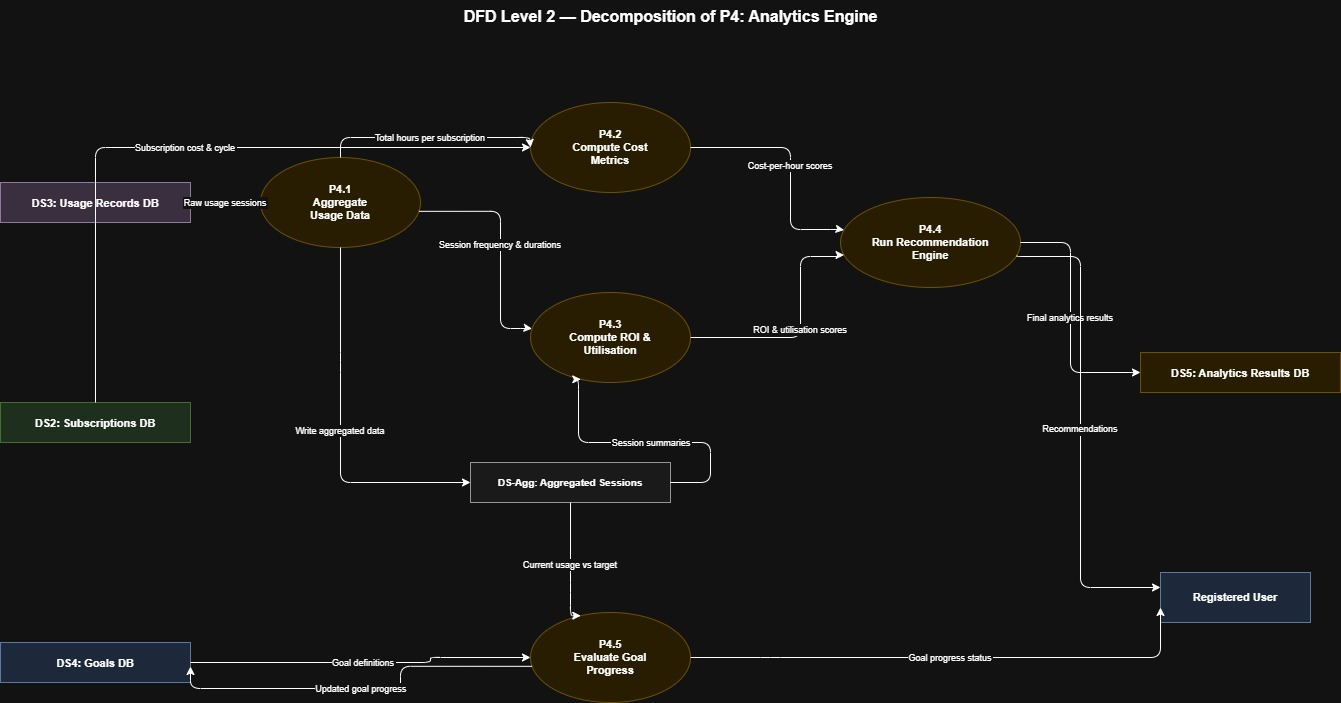 DFD Level 2 — Decomposition of P4: Analytics Engine
P4.2
Compute Cost
Metrics
Total hours per subscription
Subscription cost & cycle
Cost-per-hour scores
DS3: Usage Records DB
Raw usage sessions
P4.1
Aggregate
Usage Data
Session frequency & durations
P4.4
Run Recommendation
Engine
P4.3
Compute ROI &
Utilisation
ROI & utilisation scores
Final analytics results
DS5: Analytics Results DB
DS2: Subscriptions DB
Write aggregated data
Session summaries
Recommendations
DS-Agg: Aggregated Sessions
Current usage vs target
Registered User
DS4: Goals DB
Goal definitions
Updated goal progress
P4.5
Evaluate Goal
Progress
Goal progress status